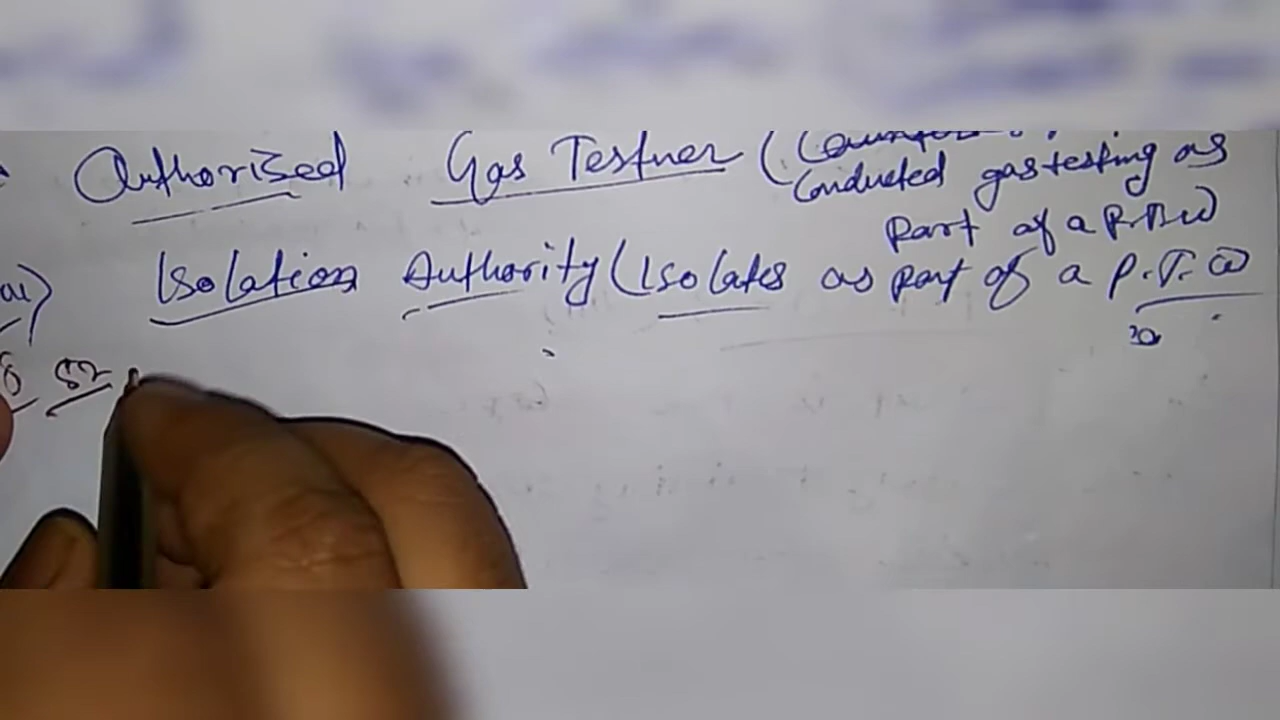 Authorized Gas Testner (
Conducted gas testing as
part of a P.T.W
Isolation Authority (Isolates as part of a P.T.W